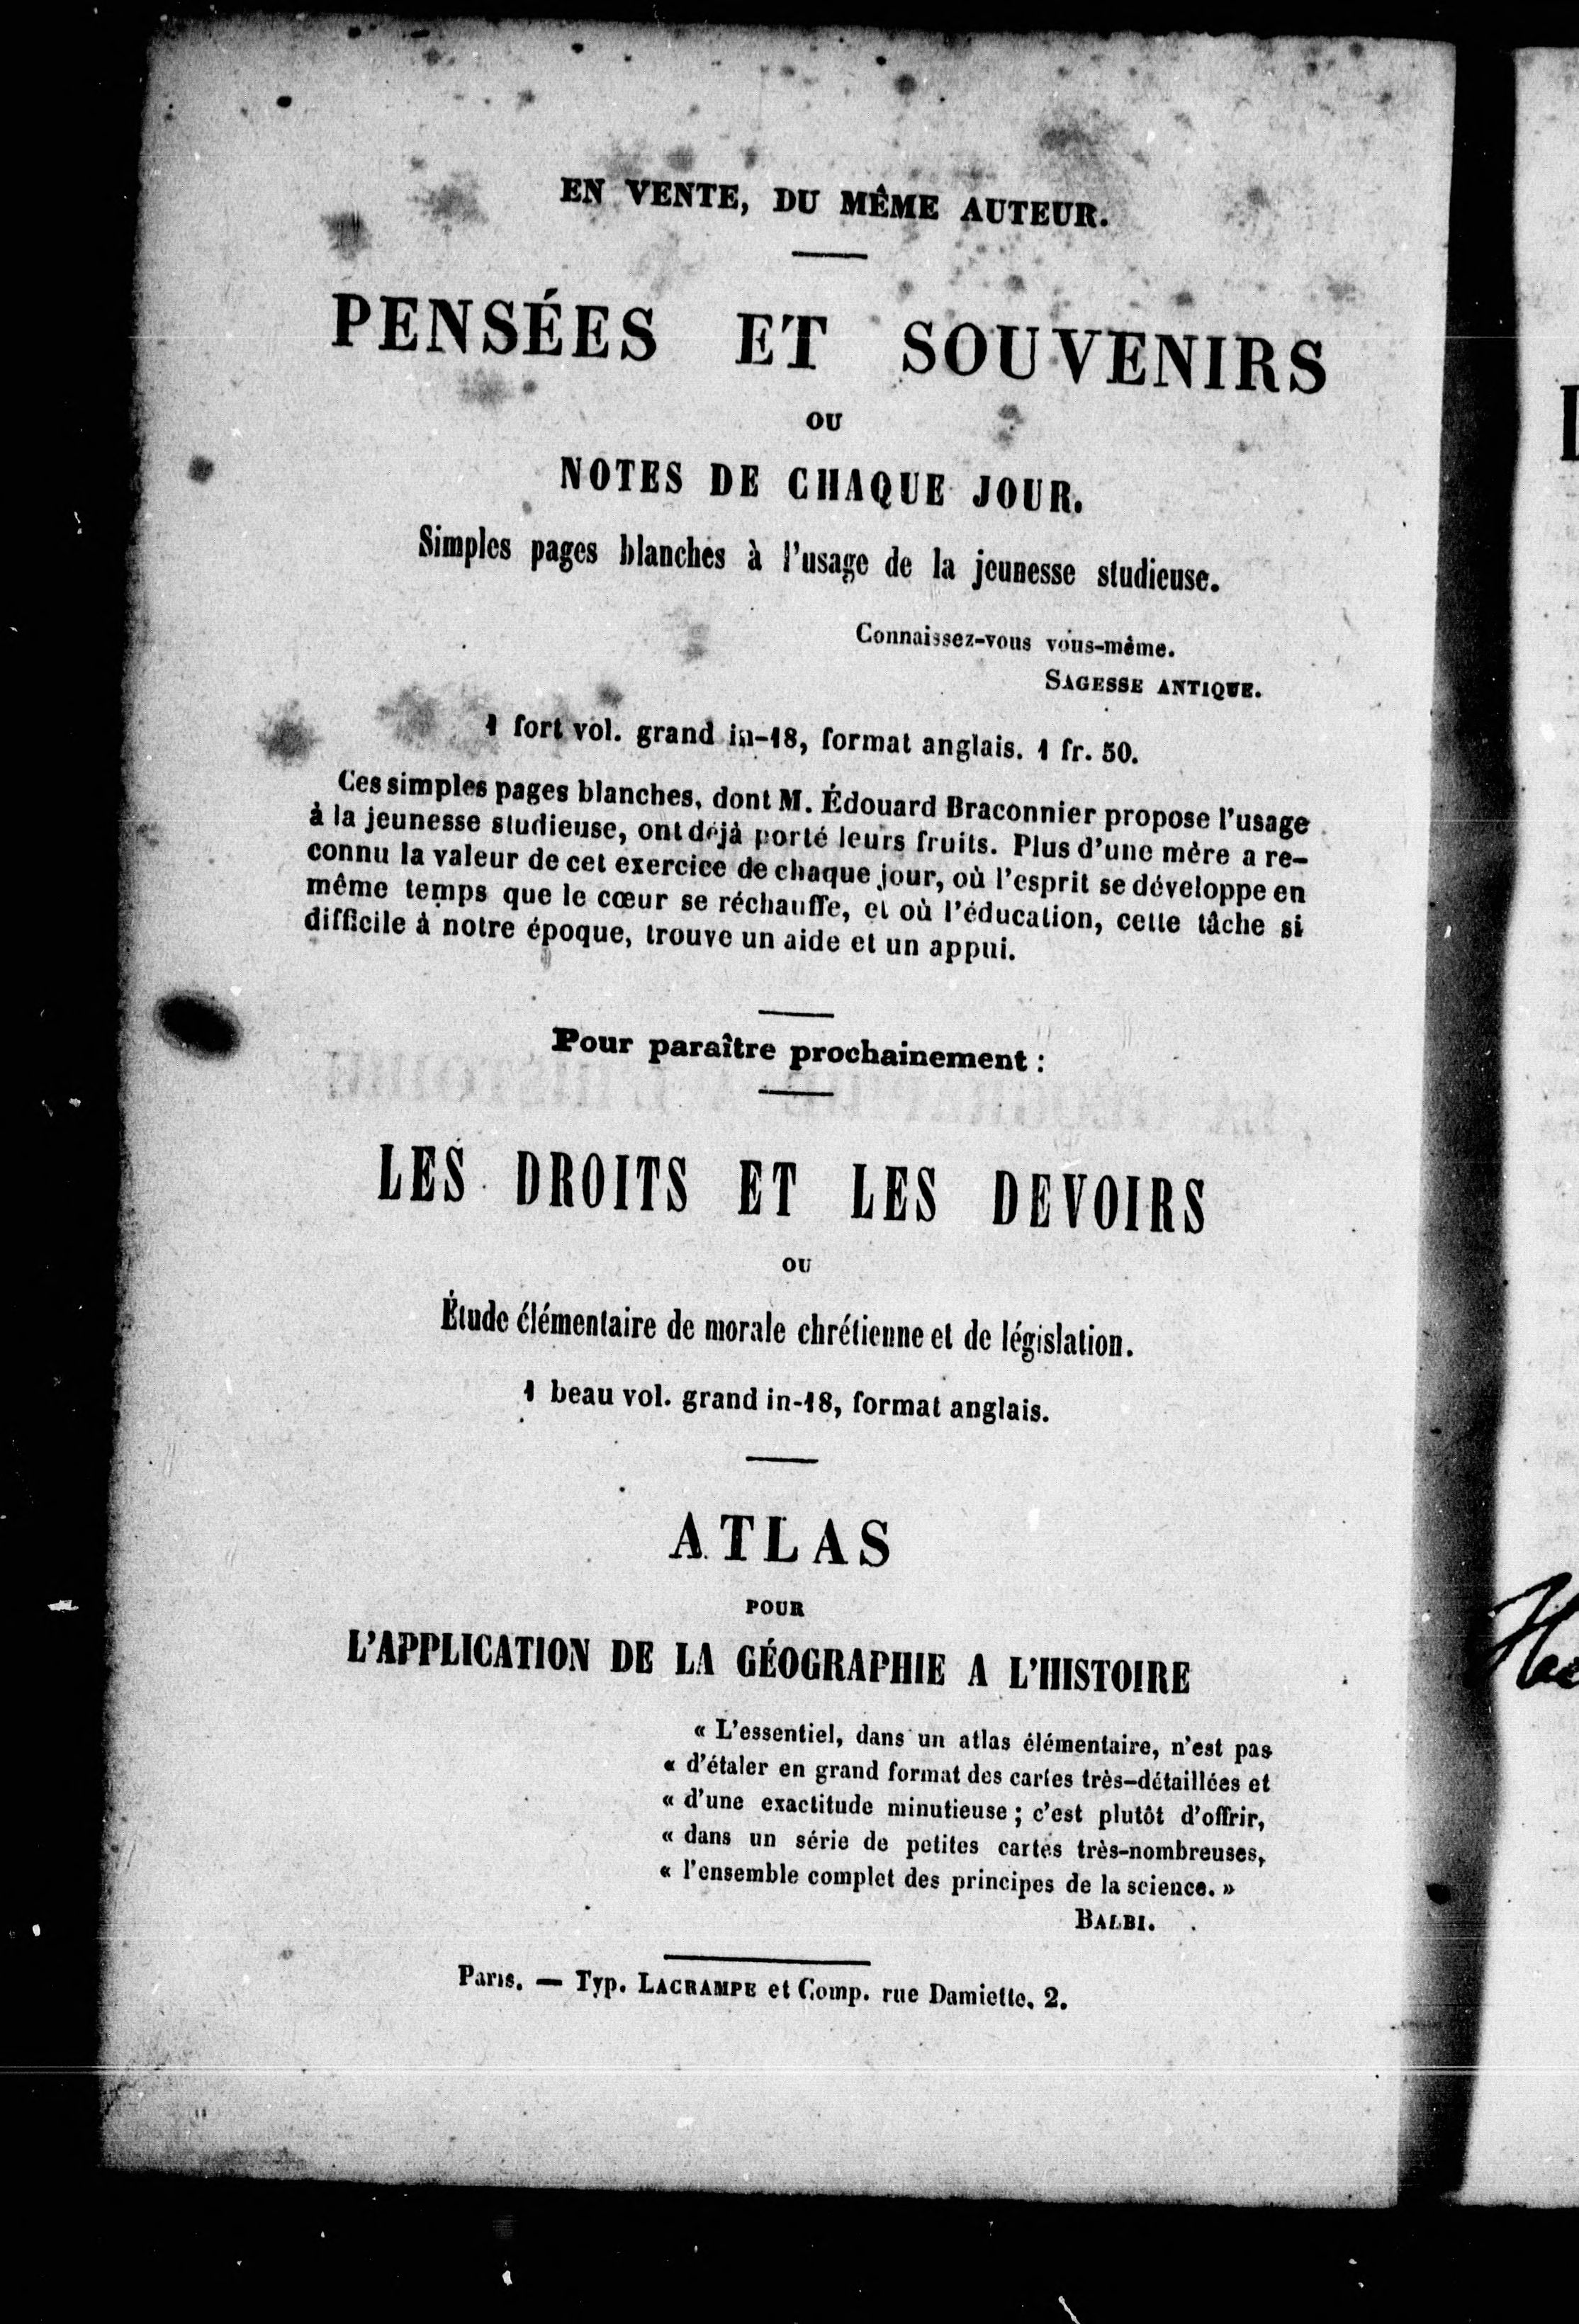 EN VENTE, DU MÊME AUTEUR.
PENSÉES ET SOUVENIRS
OU
NOTES DE CHAQUE JOUR.
Simples pages blanches à l'usage de la jeunesse studieuse.
Connaissez-vous vous-même.
SAGESSE ANTIQUE.
1 fort vol. grand in-18, format anglais. 1 fr. 50.
Ces simples pages blanches, dont M. Édouard Braconnier propose l'usage
à la jeunesse studieuse, ont déjà porté leurs fruits. Plus d'une mère a re-
connu la valeur de cet exercice de chaque jour, où l'esprit se développe en
même temps que le cœur se réchauffe, et où l'éducation, cette tâche si
difficile à notre époque, trouve un aide et un appui.
Pour paraître prochainement :
LES DROITS ET LES DEVOIRS
OU
Étude élémentaire de morale chrétienne et de législation.
1 beau vol. grand in-18, format anglais.
ATLAS
POUR
L'APPLICATION DE LA GÉOGRAPHIE A L'HISTOIRE
« L'essentiel, dans un atlas élémentaire, n'est pas
« d'étaler en grand format des cartes très-détaillées et
« d'une exactitude minutieuse ; c'est plutôt d'offrir,
« dans un série de petites cartes très-nombreuses,
« l'ensemble complet des principes de la science. »
BALBI.
Paris. — Typ. LACRAMPE et Comp. rue Damiette, 2.